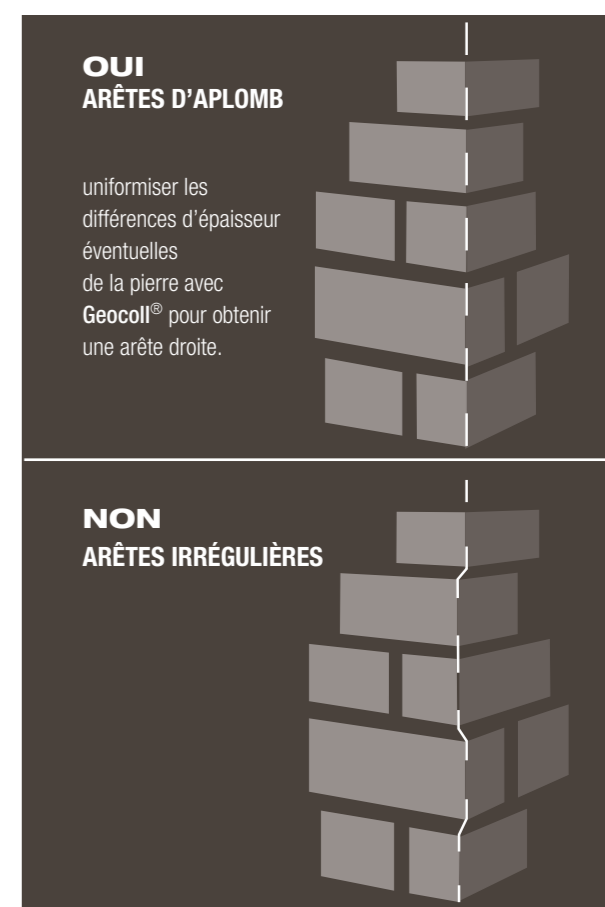 OUI
ARÊTES D’APLOMB
uniformiser les
différences d’épaisseur
éventuelles
de la pierre avec
Geocoll® pour obtenir
une arête droite.
NON
ARÊTES IRRÉGULIÈRES